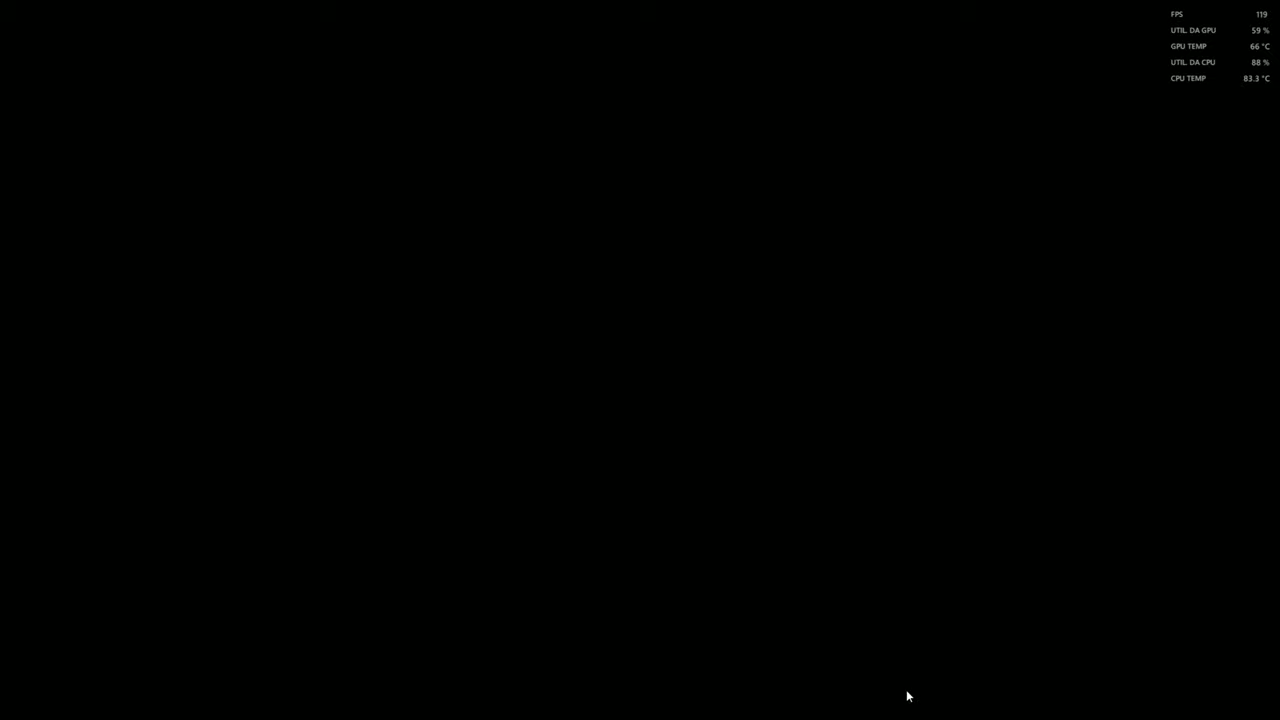 FPS 119
UTIL. DA GPU 59 %
GPU TEMP 66 °C
UTIL. DA CPU 88 %
CPU TEMP 83.3 °C